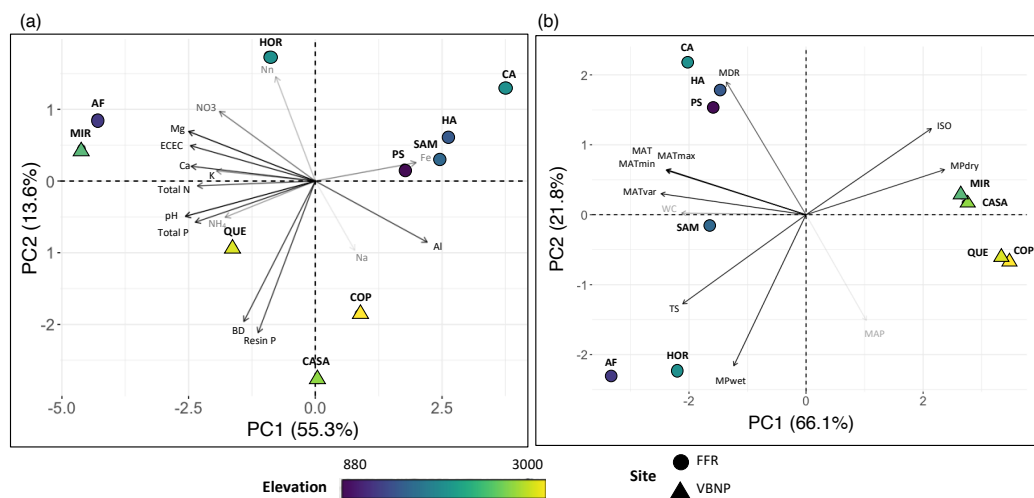 (a)
HOR
Nn
CA
AF
NO3
MIR
Mg
HA
ECEC
SAM
PS
Fe
Ca
K
Total N
pH
NH₄
Total P
QUE
Al
Na
COP
BD
Resin P
CASA
1
0
1
-2
PC2 (13.6%)
-5.0
-2.5
0.0
2.5
PC1 (55.3%)
(b)
CA
MDR
HA
PS
ISO
MAT
MATmax
MATmin
MPdry
MIR
MATvar
CASA
WC
SAM
QUE
COP
TS
MAP
AF
HOR
MPwet
2
1
0
-1
-2
PC2 (21.8%)
-2
0
2
PC1 (66.1%)
880
3000
Elevation
Site
FFR
VBNP